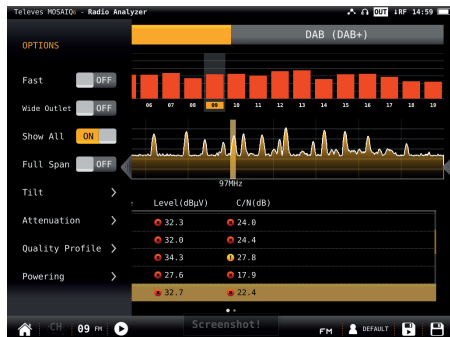 Televes MOSAIQ6 - Radio Analyzer OUT ↓RF 14:59
OPTIONS
DAB (DAB+)
Fast OFF
Wide Outlet OFF
06 07 08 09 10 11 12 13 14 15 16 17 18 19
Show All ON
Full Span OFF
97MHz
Tilt >
Level(dBµV) C/N(dB)
Attenuation >
32.3 24.0
32.0 24.4
Quality Profile >
34.3 27.8
Powering >
27.6 17.9
32.7 22.4
Screenshot!
CH 09 FM FM DEFAULT